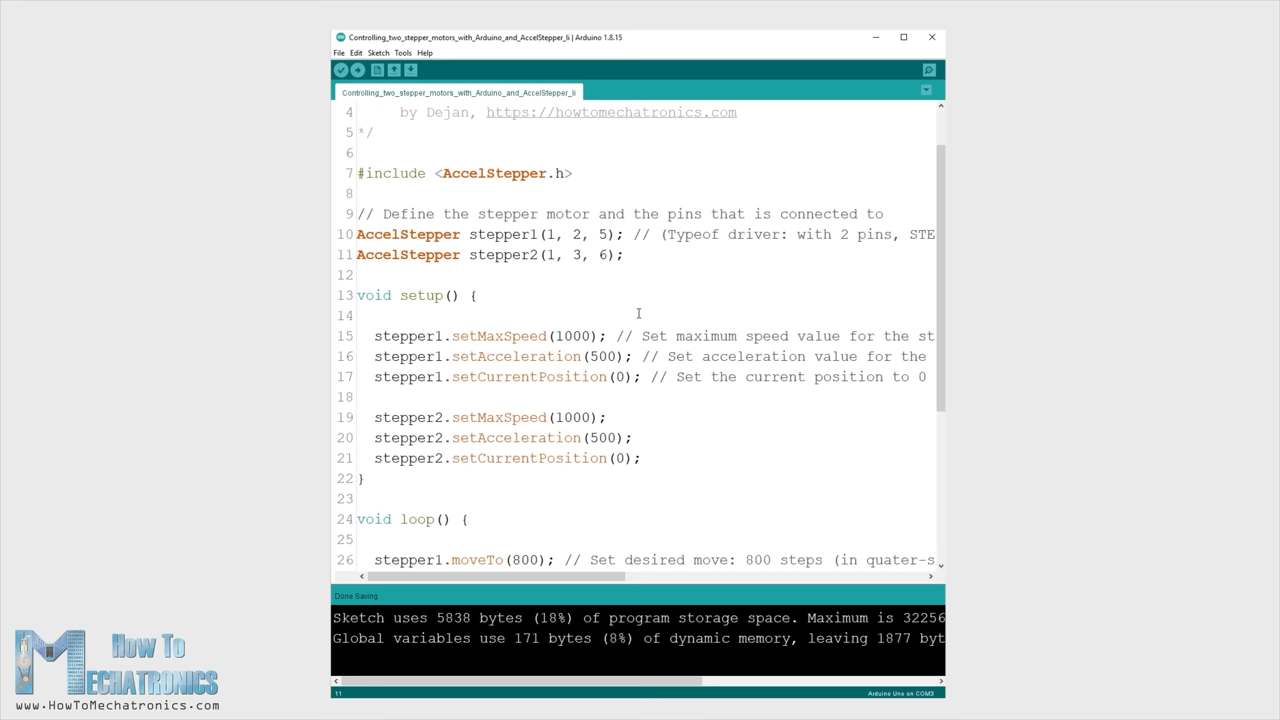 Controlling_two_stepper_motors_with_Arduino_and_AccelStepper_li | Arduino 1.8.15
File Edit Sketch Tools Help
Controlling_two_stepper_motors_with_Arduino_and_AccelStepper_li
4 by Dejan, https://howtomechatronics.com
5 */
6
7 #include <AccelStepper.h>
8
9 // Define the stepper motor and the pins that is connected to
10 AccelStepper stepper1(1, 2, 5); // (Typeof driver: with 2 pins, STE
11 AccelStepper stepper2(1, 3, 6);
12
13 void setup() {
14
15 stepper1.setMaxSpeed(1000); // Set maximum speed value for the st
16 stepper1.setAcceleration(500); // Set acceleration value for the
17 stepper1.setCurrentPosition(0); // Set the current position to 0
18
19 stepper2.setMaxSpeed(1000);
20 stepper2.setAcceleration(500);
21 stepper2.setCurrentPosition(0);
22 }
23
24 void loop() {
25
26 stepper1.moveTo(800); // Set desired move: 800 steps (in quater-s
Done Saving.
Sketch uses 5838 bytes (18%) of program storage space. Maximum is 32256
Global variables use 171 bytes (8%) of dynamic memory, leaving 1877 byt
11 Arduino Uno on COM3
How To
MECHATRONICS
www.HowToMechatronics.com